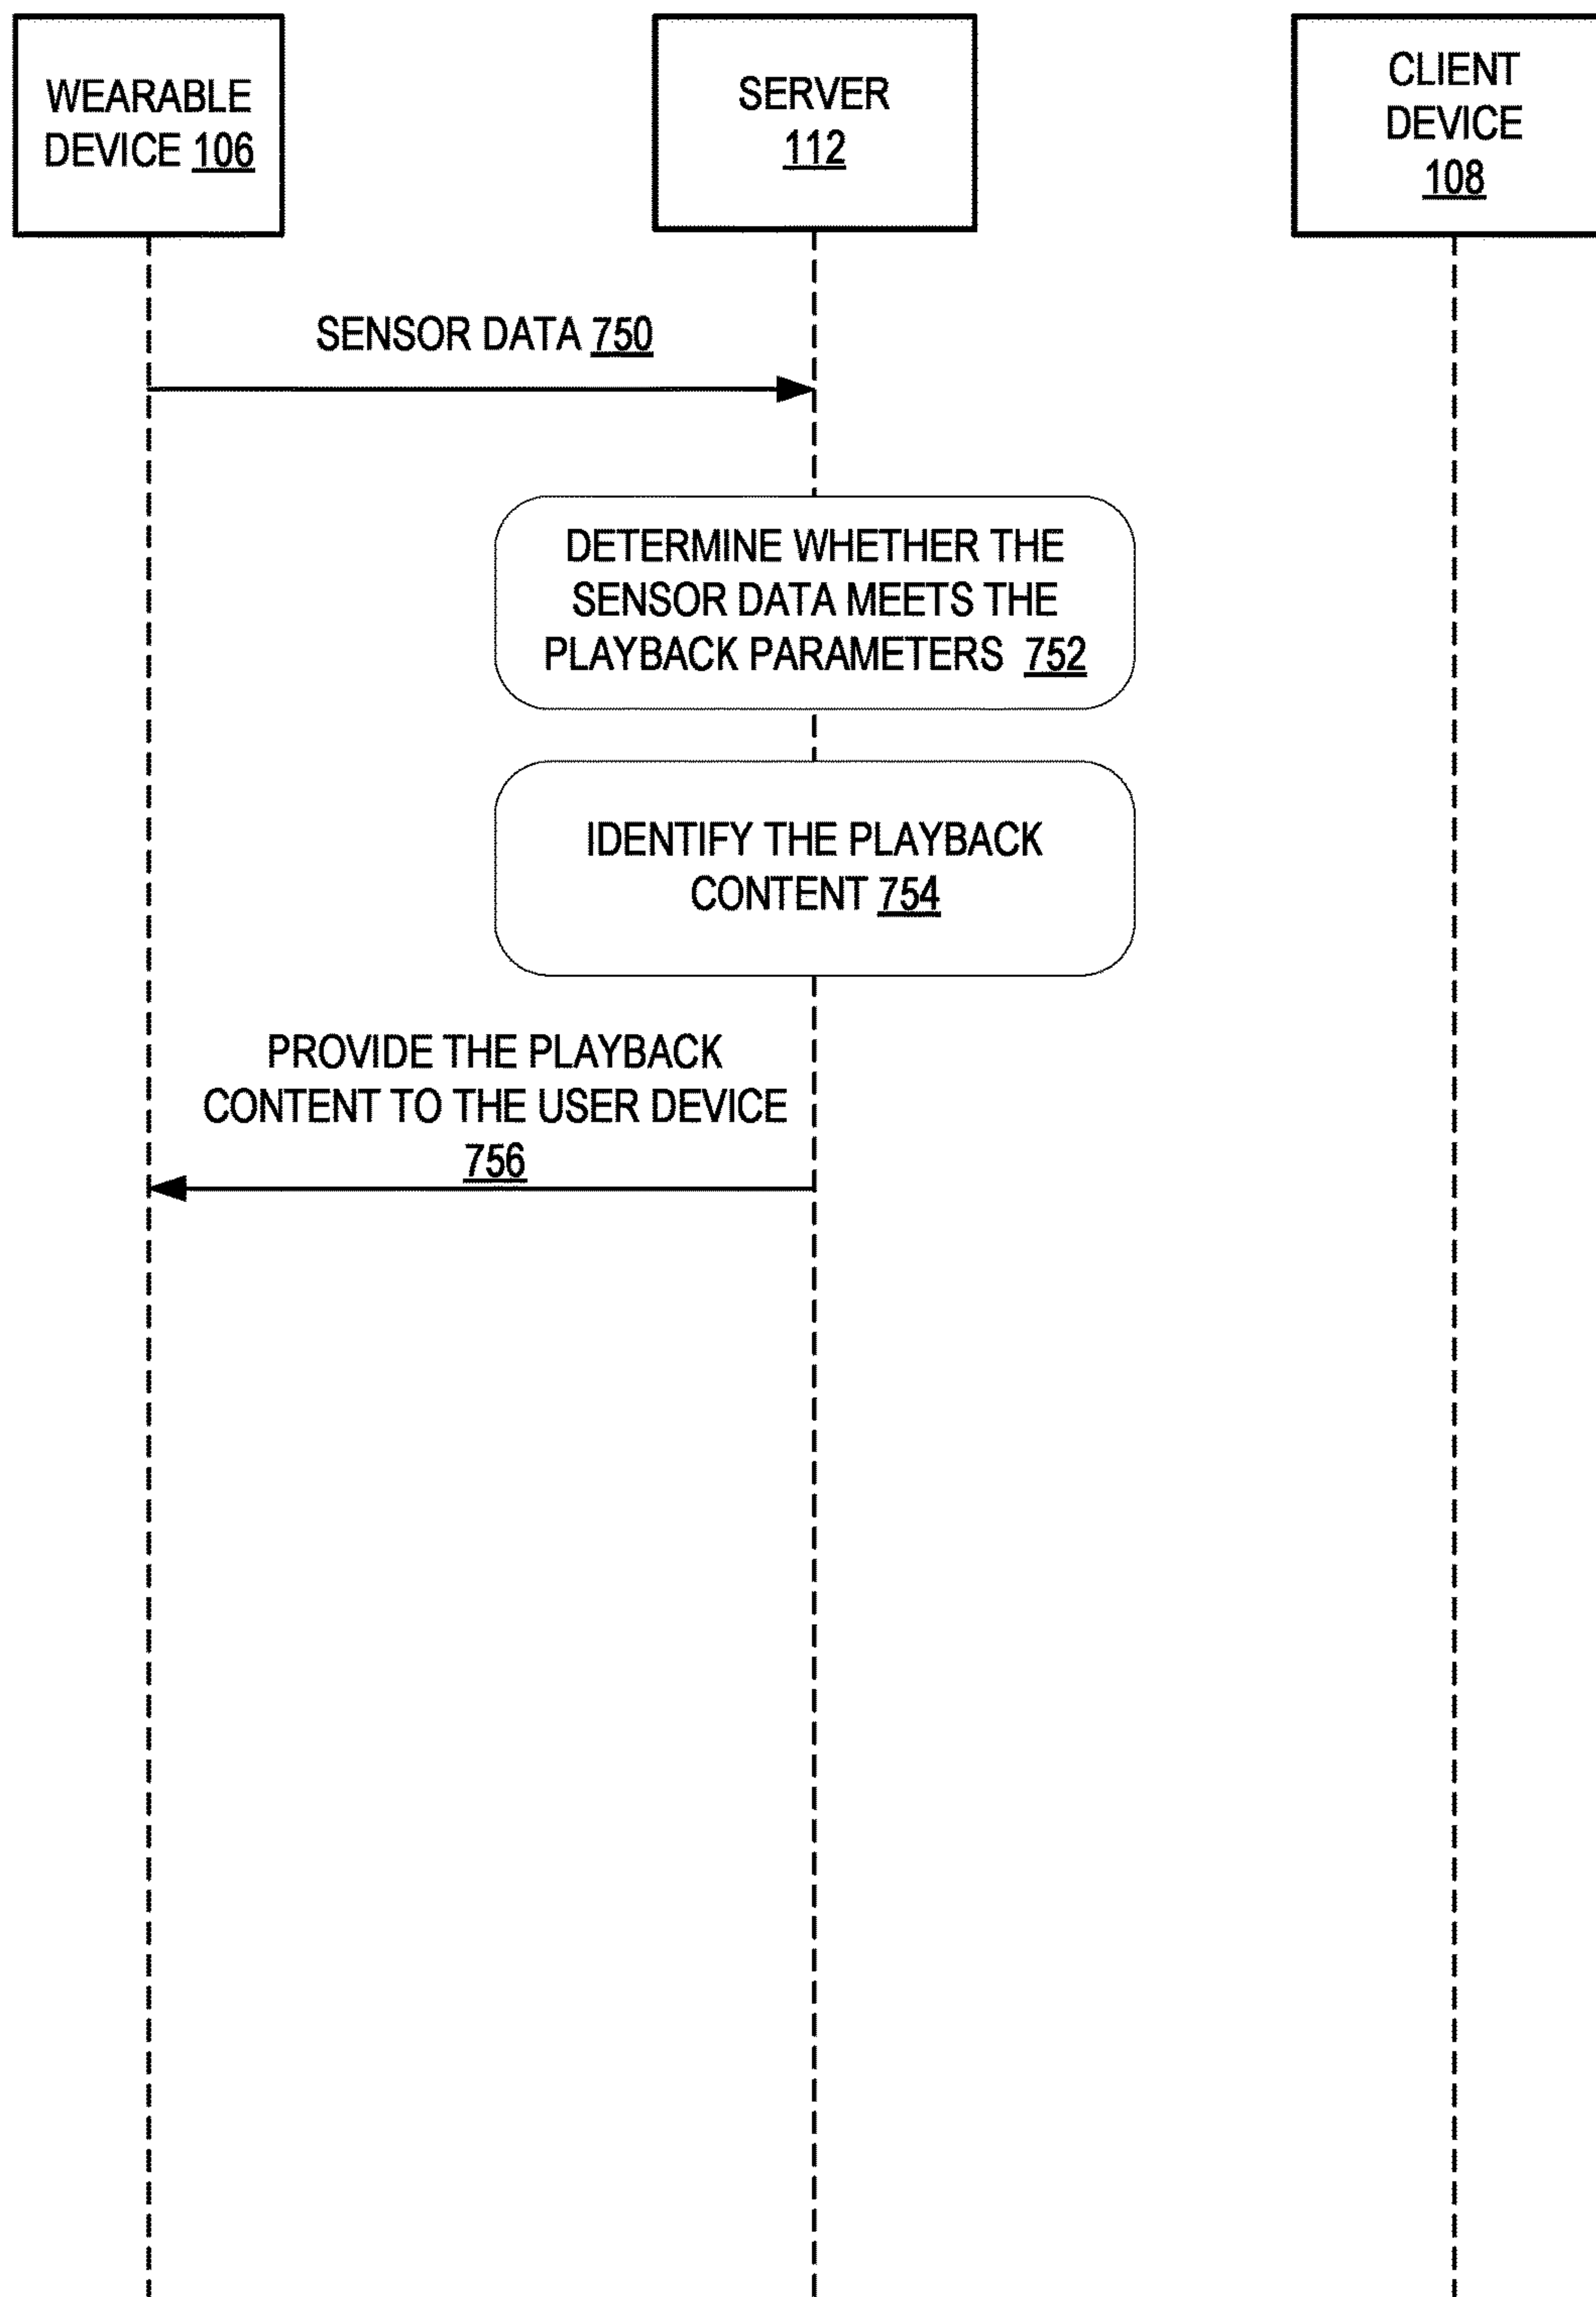 WEARABLE
DEVICE 106
SERVER
112
CLIENT
DEVICE
108
SENSOR DATA 750
DETERMINE WHETHER THE
SENSOR DATA MEETS THE
PLAYBACK PARAMETERS 752
IDENTIFY THE PLAYBACK
CONTENT 754
PROVIDE THE PLAYBACK
CONTENT TO THE USER DEVICE
756